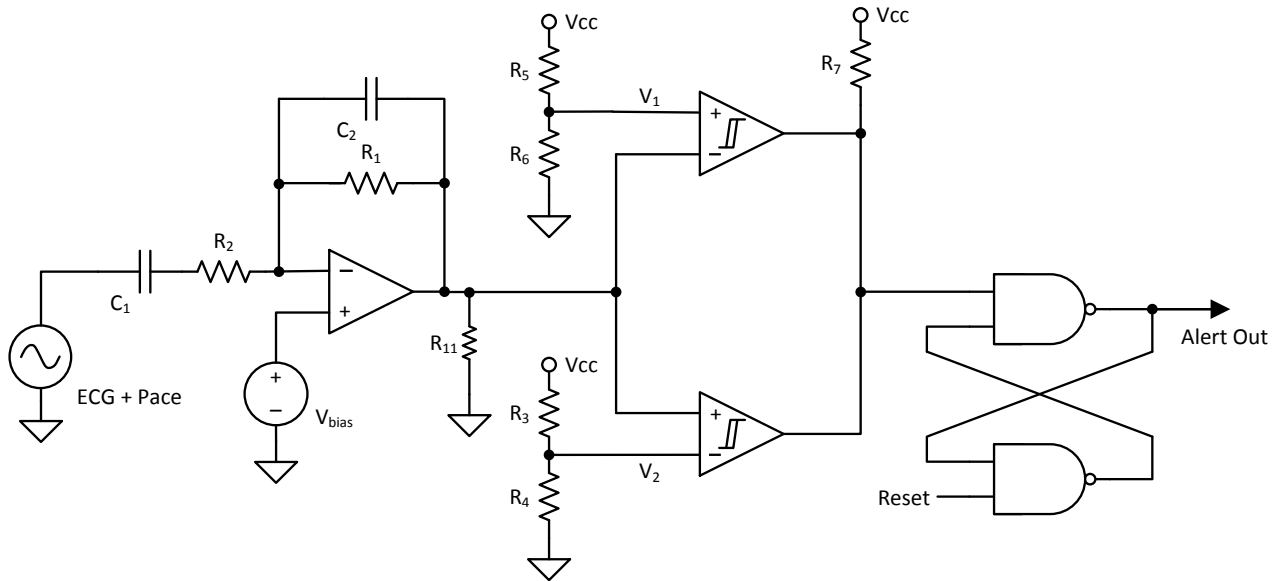 Vcc
Vcc
R5
V1
R7
R6
C2
R1
R2
C1
R11
ECG + Pace
Vbias
Vcc
R3
V2
R4
Alert Out
Reset
+
−
+
−
+
−
+
−